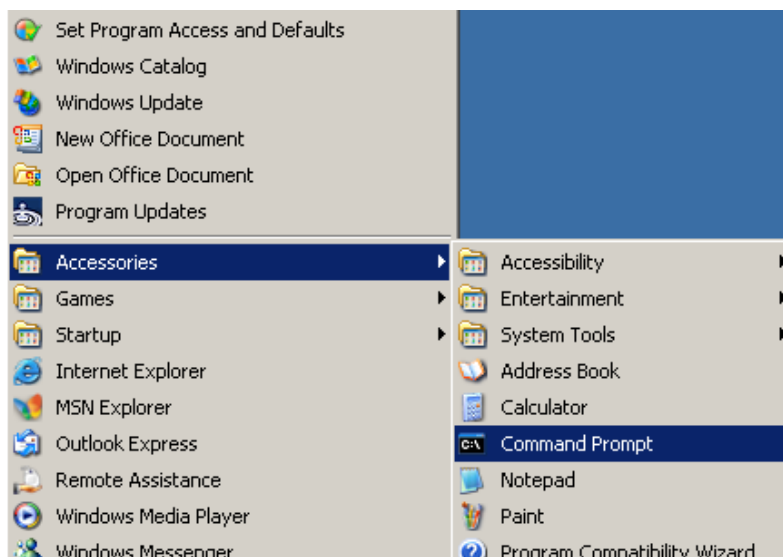 Set Program Access and Defaults
Windows Catalog
Windows Update
New Office Document
Open Office Document
Program Updates
Accessories
Games
Startup
Internet Explorer
MSN Explorer
Outlook Express
Remote Assistance
Windows Media Player
Windows Messenger
Accessibility
Entertainment
System Tools
Address Book
Calculator
C:\
Command Prompt
Notepad
Paint
Program Compatibility Wizard